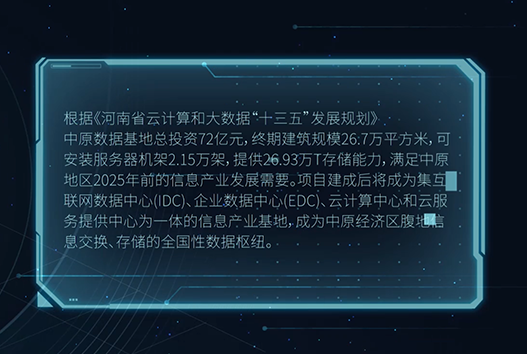 根据《河南省云计算和大数据“十三五”发展规划》
中原数据基地总投资72亿元，终期建筑规模26.7万平方米，可
安装服务器机架2.15万架，提供26.93万T存储能力，满足中原
地区2025年前的信息产业发展需要。项目建成后将成为集互
联网数据中心(IDC)、企业数据中心(EDC)、云计算中心和云服
务提供中心为一体的信息产业基地，成为中原经济区腹地信
息交换、存储的全国性数据枢纽。